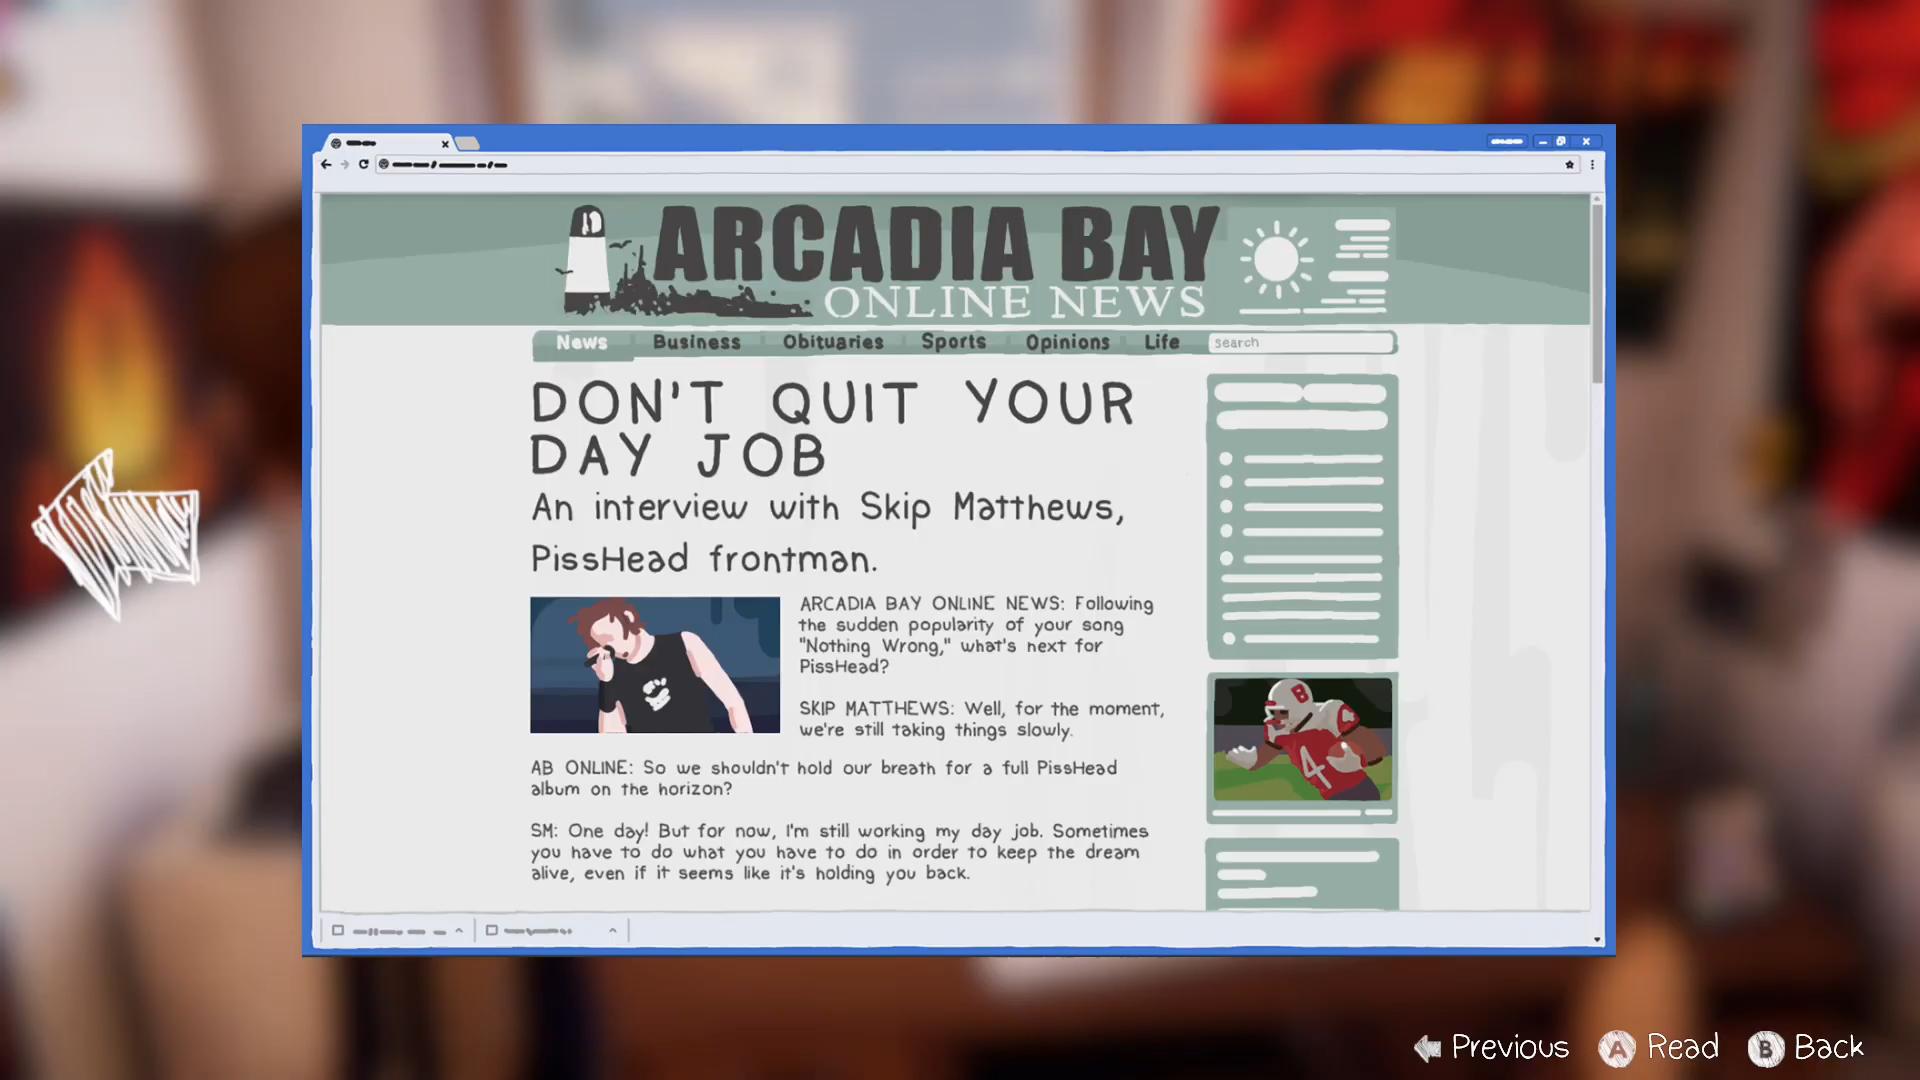 ARCADIA BAY
ONLINE NEWS
News Business Obituaries Sports Opinions Life search
DON'T QUIT YOUR
DAY JOB
An interview with Skip Matthews,
PissHead frontman.
ARCADIA BAY ONLINE NEWS: Following
the sudden popularity of your song
"Nothing Wrong," what's next for
PissHead?
SKIP MATTHEWS: Well, for the moment,
we're still taking things slowly.
AB ONLINE: So we shouldn't hold our breath for a full PissHead
album on the horizon?
SM: One day! But for now, I'm still working my day job. Sometimes
you have to do what you have to do in order to keep the dream
alive, even if it seems like it's holding you back.
B
4
4
Previous A Read B Back